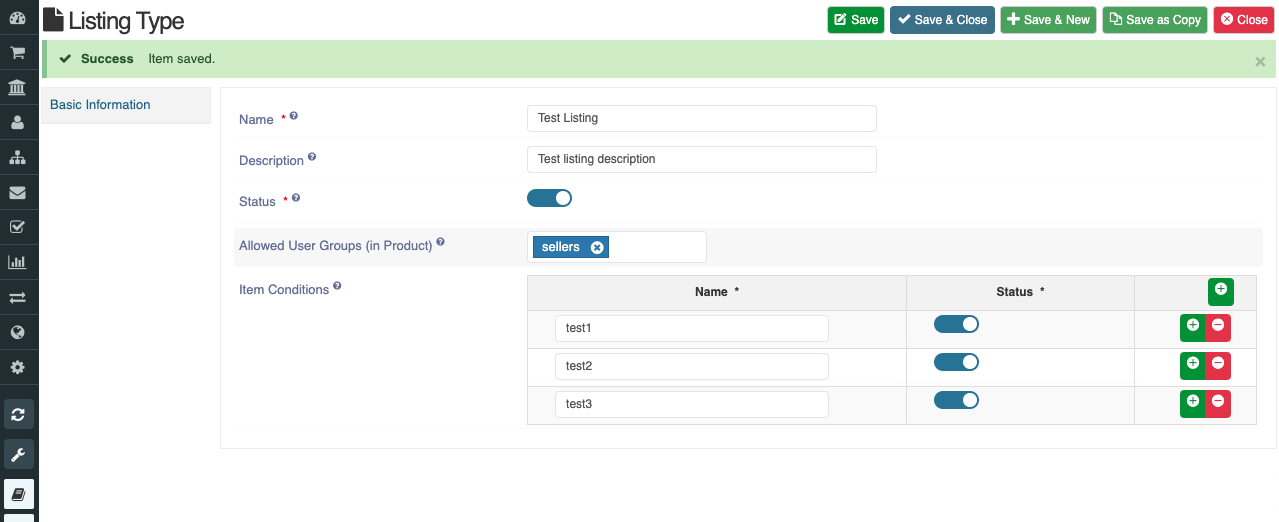 Listing Type
Save
Save & Close
Save & New
Save as Copy
Close
Success Item saved.
Basic Information
Name *
Test Listing
Description
Test listing description
Status *
Allowed User Groups (in Product)
sellers
Item Conditions
Name * Status *
test1
test2
test3